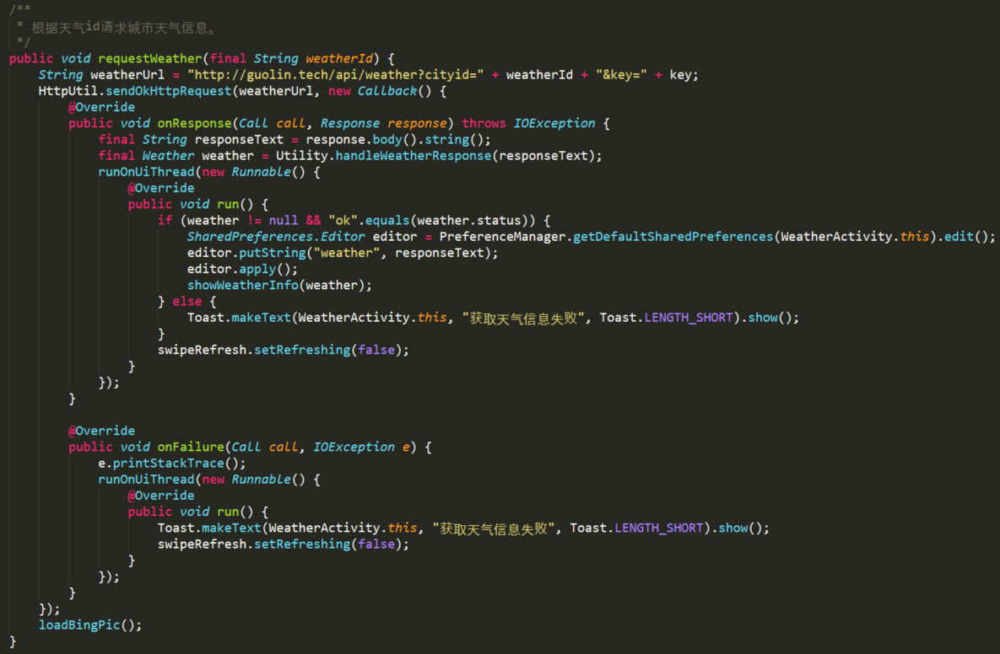 /**
 * 根据天气id请求城市天气信息。
 */
public void requestWeather(final String weatherId) {
    String weatherUrl = "http://guolin.tech/api/weather?cityid=" + weatherId + "&key=" + key;
    HttpUtil.sendOkHttpRequest(weatherUrl, new Callback() {
        @Override
        public void onResponse(Call call, Response response) throws IOException {
            final String responseText = response.body().string();
            final Weather weather = Utility.handleWeatherResponse(responseText);
            runOnUiThread(new Runnable() {
                @Override
                public void run() {
                    if (weather != null && "ok".equals(weather.status)) {
                        SharedPreferences.Editor editor = PreferenceManager.getDefaultSharedPreferences(WeatherActivity.this).edit();
                        editor.putString("weather", responseText);
                        editor.apply();
                        showWeatherInfo(weather);
                    } else {
                        Toast.makeText(WeatherActivity.this, "获取天气信息失败", Toast.LENGTH_SHORT).show();
                    }
                    swipeRefresh.setRefreshing(false);
                }
            });
        }

        @Override
        public void onFailure(Call call, IOException e) {
            e.printStackTrace();
            runOnUiThread(new Runnable() {
                @Override
                public void run() {
                    Toast.makeText(WeatherActivity.this, "获取天气信息失败", Toast.LENGTH_SHORT).show();
                    swipeRefresh.setRefreshing(false);
                }
            });
        }
    });
    loadBingPic();
}